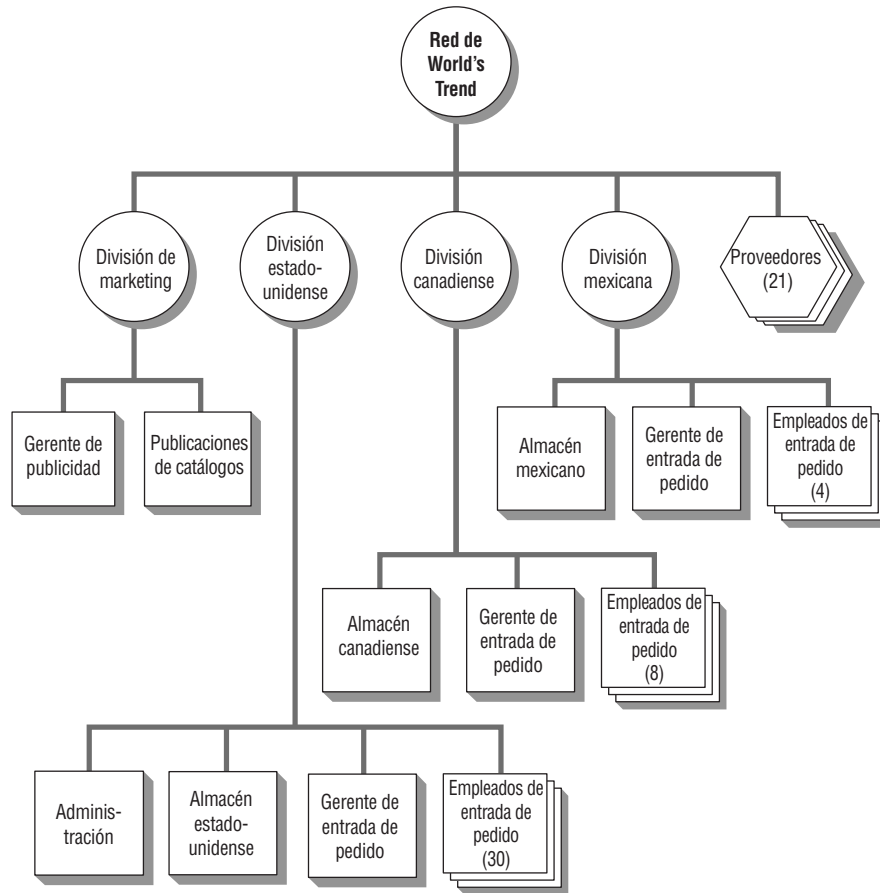 Red de
World's
Trend
División de
marketing
División
estado-
unidense
División
canadiense
División
mexicana
Proveedores
(21)
Gerente de
publicidad
Publicaciones
de catálogos
Almacén
mexicano
Gerente de
entrada de
pedido
Empleados de
entrada de
pedido
(4)
Almacén
canadiense
Gerente de
entrada de
pedido
Empleados de
entrada de
pedido
(8)
Adminis-
tración
Almacén
estado-
unidense
Gerente de
entrada de
pedido
Empleados de
entrada de
pedido
(30)